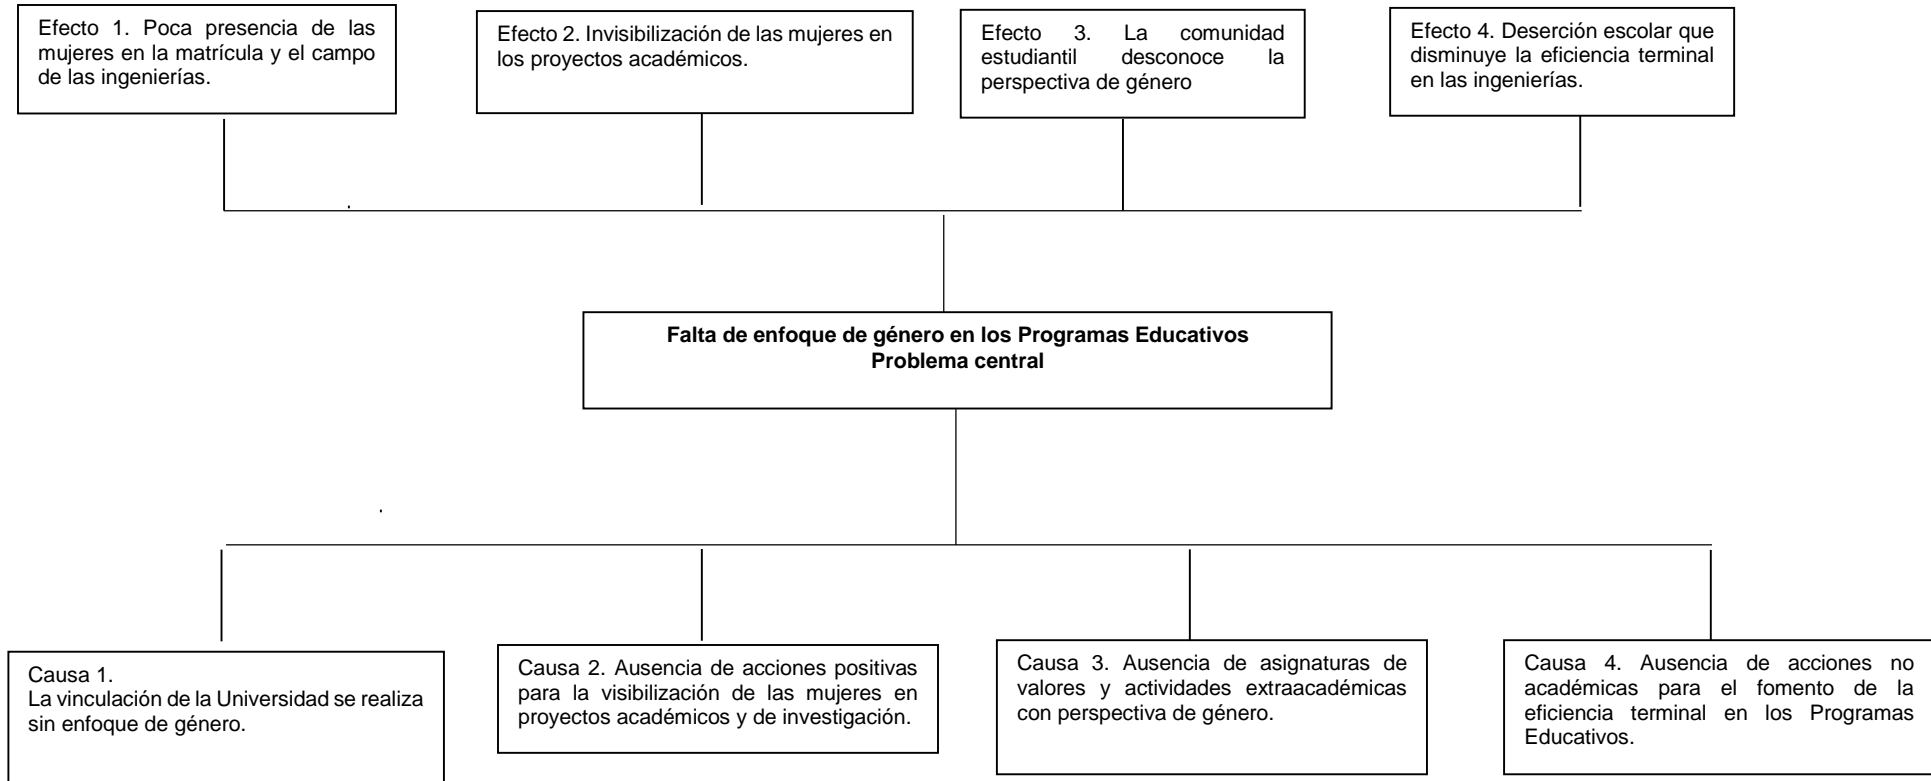 Efecto 1. Poca presencia de las
mujeres en la matrícula y el campo
de las ingenierías.
Efecto 2. Invisibilización de las mujeres en
los proyectos académicos.
Efecto 3. La comunidad
estudiantil desconoce la
perspectiva de género
Efecto 4. Deserción escolar que
disminuye la eficiencia terminal
en las ingenierías.
Falta de enfoque de género en los Programas Educativos
Problema central
Causa 1.
La vinculación de la Universidad se realiza
sin enfoque de género.
Causa 2. Ausencia de acciones positivas
para la visibilización de las mujeres en
proyectos académicos y de investigación.
Causa 3. Ausencia de asignaturas de
valores y actividades extraacadémicas
con perspectiva de género.
Causa 4. Ausencia de acciones no
académicas para el fomento de la
eficiencia terminal en los Programas
Educativos.